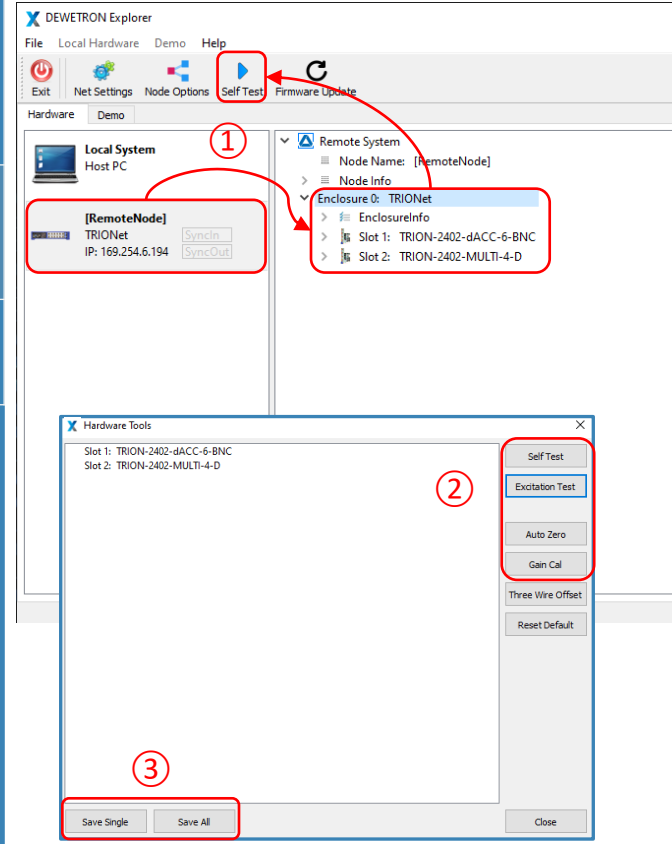 DEWETRON Explorer
File Local Hardware Demo Help
Exit Net Settings Node Options Self Test Firmware Update
Hardware Demo
①
Local System
Host PC
[RemoteNode]
TRIONet SyncIn
IP: 169.254.6.194 SyncOut
Remote System
Node Name: [RemoteNode]
Node Info
Enclosure 0: TRIONet
EnclosureInfo
Slot 1: TRION-2402-dACC-6-BNC
Slot 2: TRION-2402-MULTI-4-D
Hardware Tools
Slot 1: TRION-2402-dACC-6-BNC
Slot 2: TRION-2402-MULTI-4-D
②
Self Test
Excitation Test
Auto Zero
Gain Cal
Three Wire Offset
Reset Default
③
Save Single Save All Close